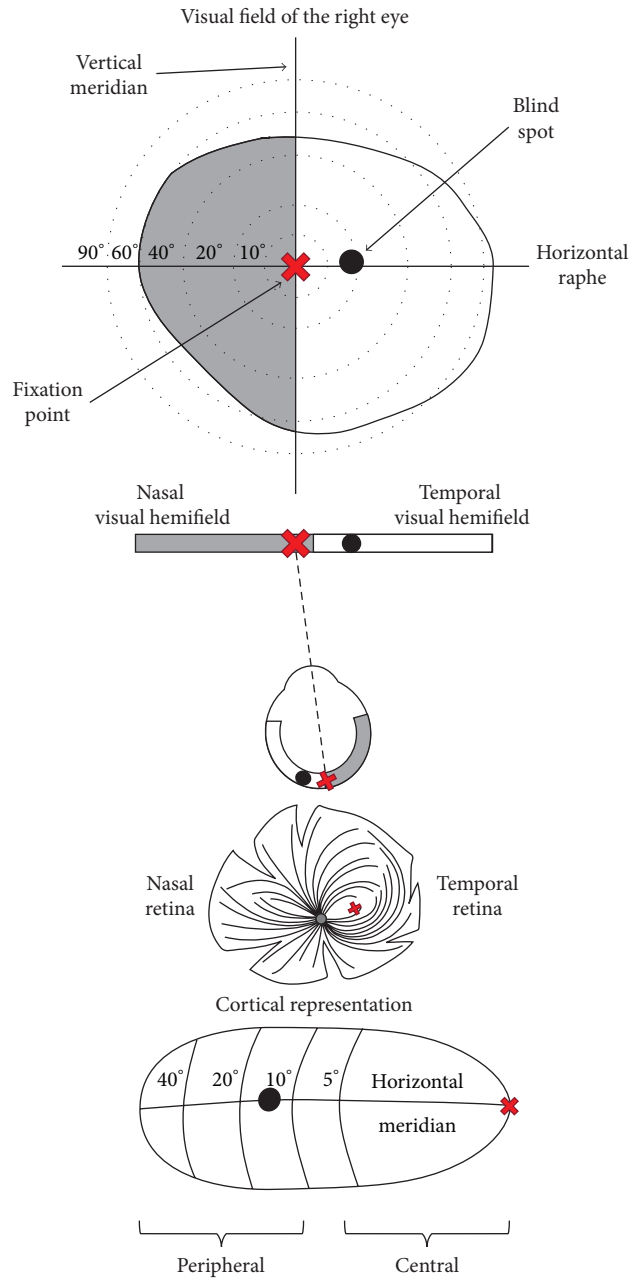 Visual field of the right eye
Vertical
meridian
Blind
spot
90° 60° 40° 20° 10°
Horizontal
raphe
Fixation
point
Nasal
visual hemifield
Temporal
visual hemifield
Nasal
retina
Temporal
retina
Cortical representation
40° 20° 10° 5° Horizontal
meridian
Peripheral
Central